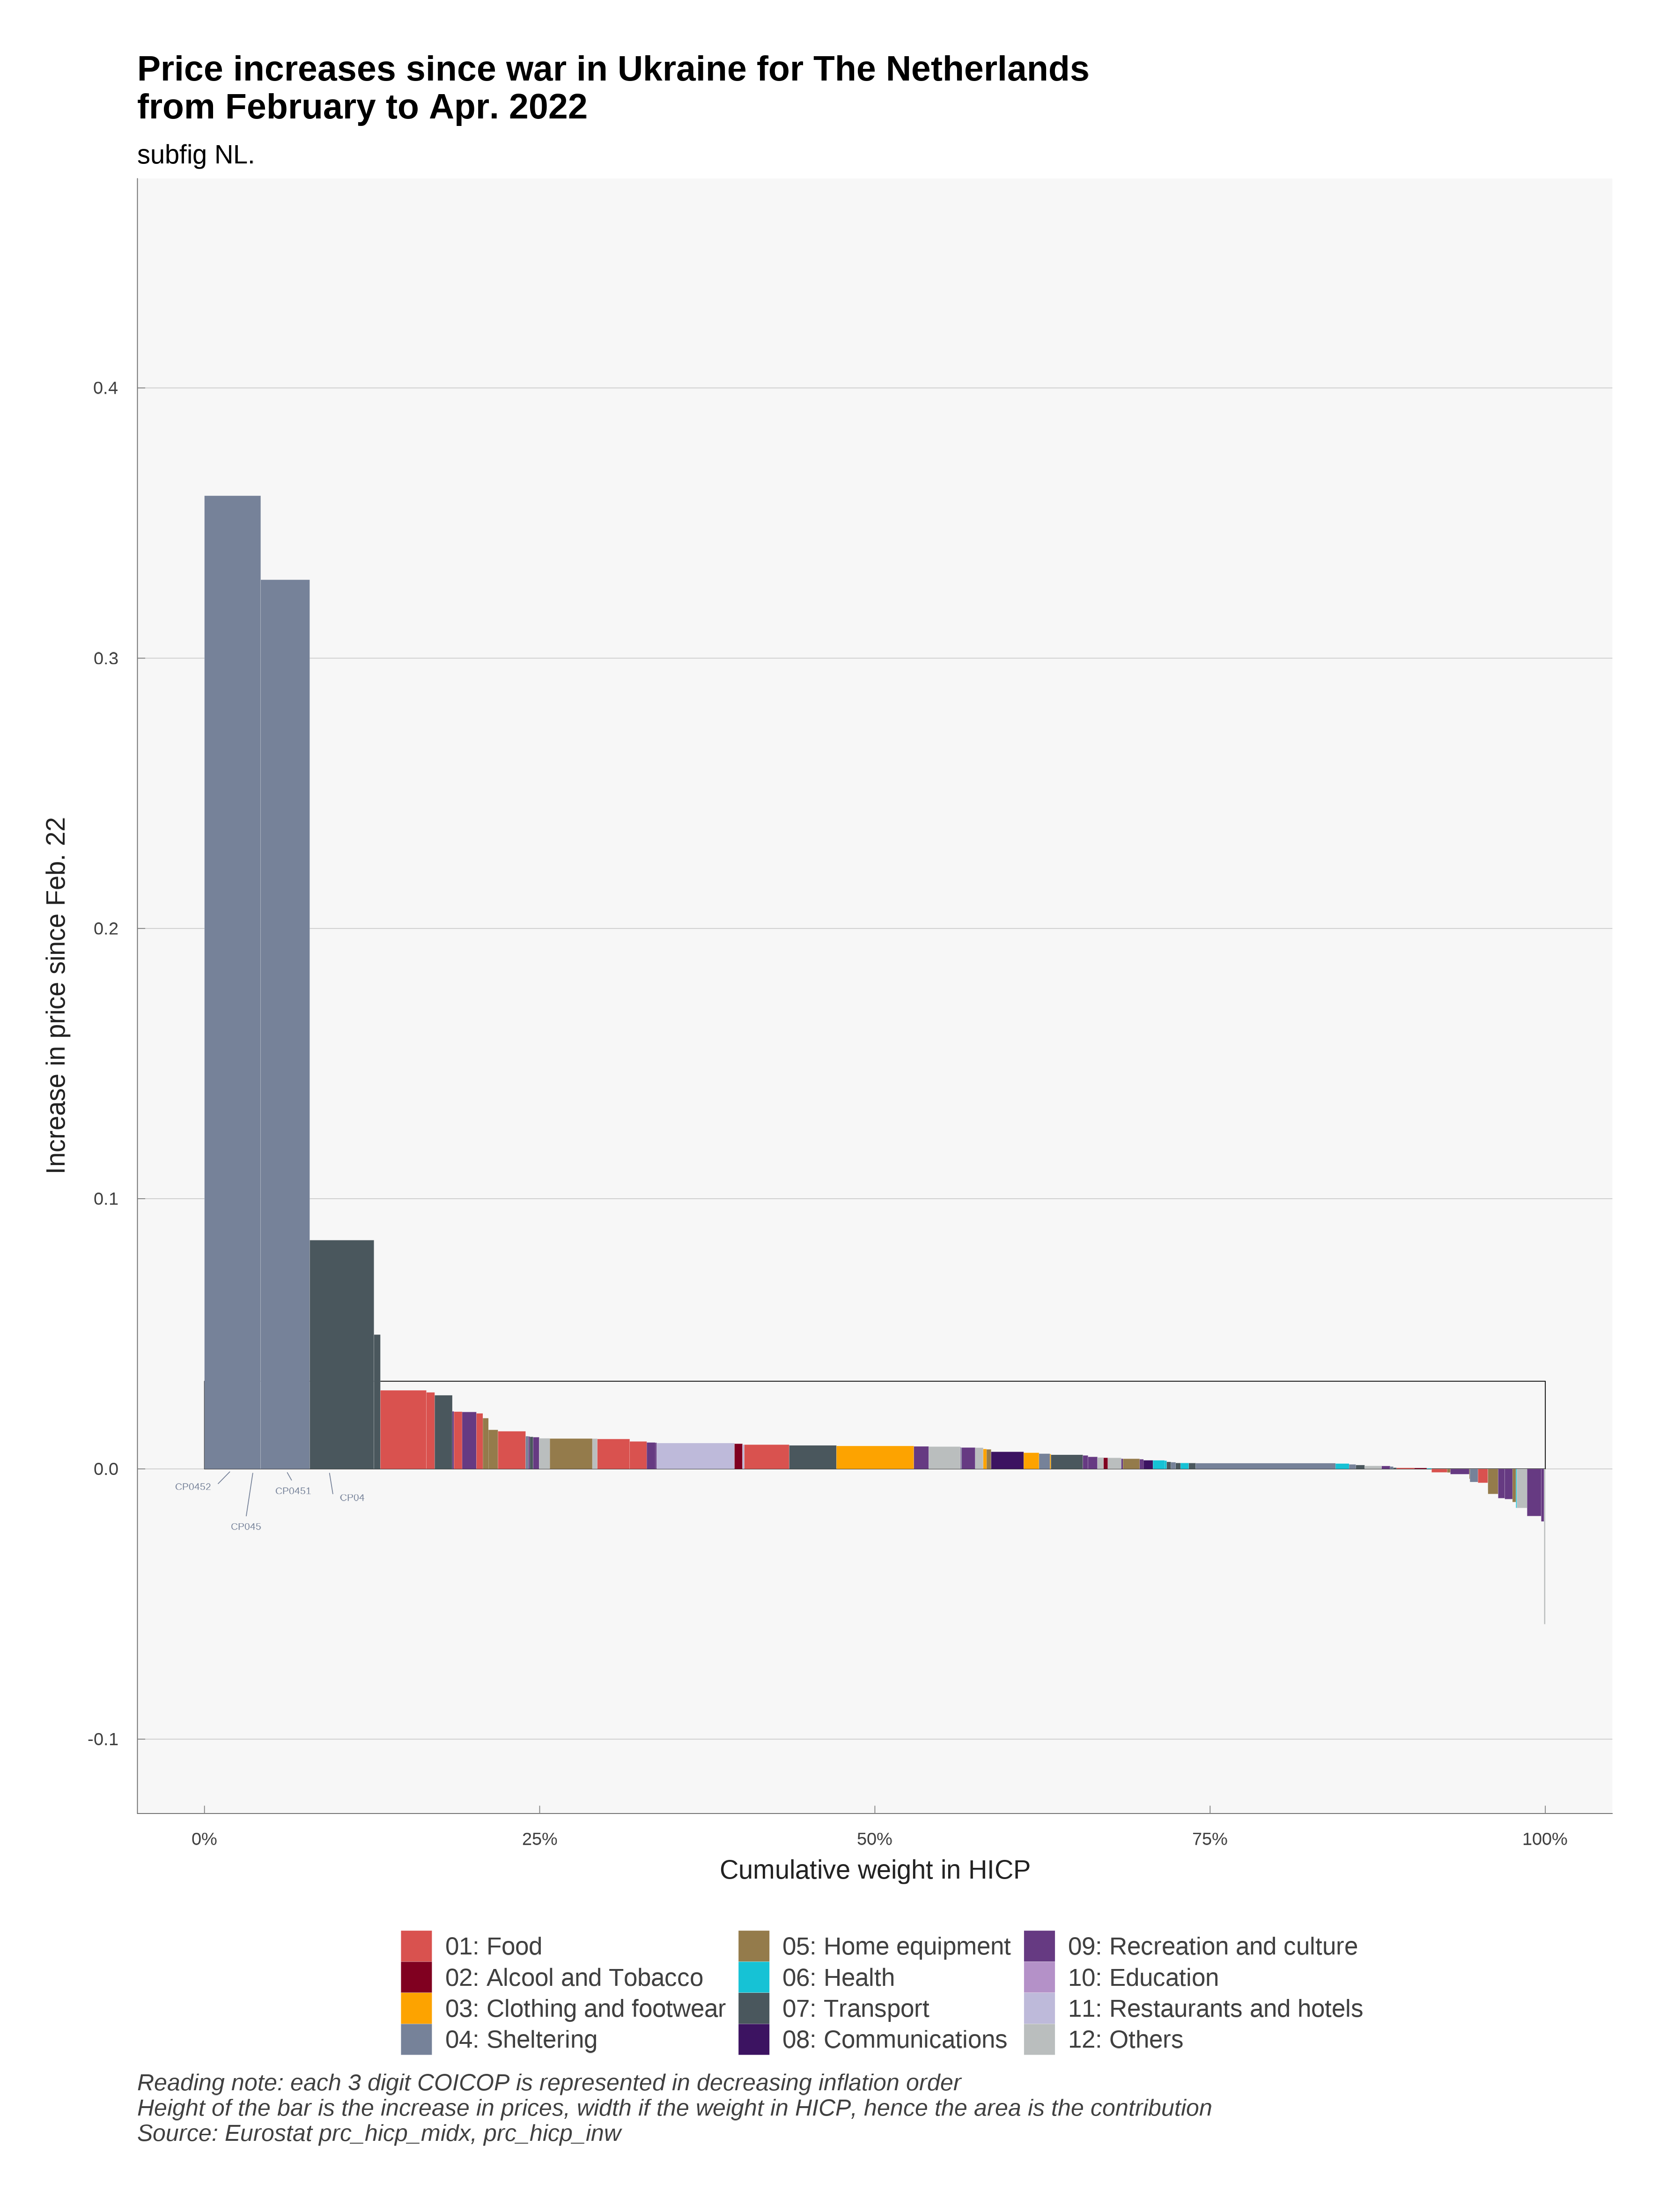 Price increases since war in Ukraine for The Netherlands
from February to Apr. 2022
subfig NL.
Increase in price since Feb. 22
0.4
0.3
0.2
0.1
0.0
-0.1
CP0452
CP045
CP0451
CP04
0%
25%
50%
75%
100%
Cumulative weight in HICP
01: Food
02: Alcool and Tobacco
03: Clothing and footwear
04: Sheltering
05: Home equipment
06: Health
07: Transport
08: Communications
09: Recreation and culture
10: Education
11: Restaurants and hotels
12: Others
Reading note: each 3 digit COICOP is represented in decreasing inflation order
Height of the bar is the increase in prices, width if the weight in HICP, hence the area is the contribution
Source: Eurostat prc_hicp_midx, prc_hicp_inw